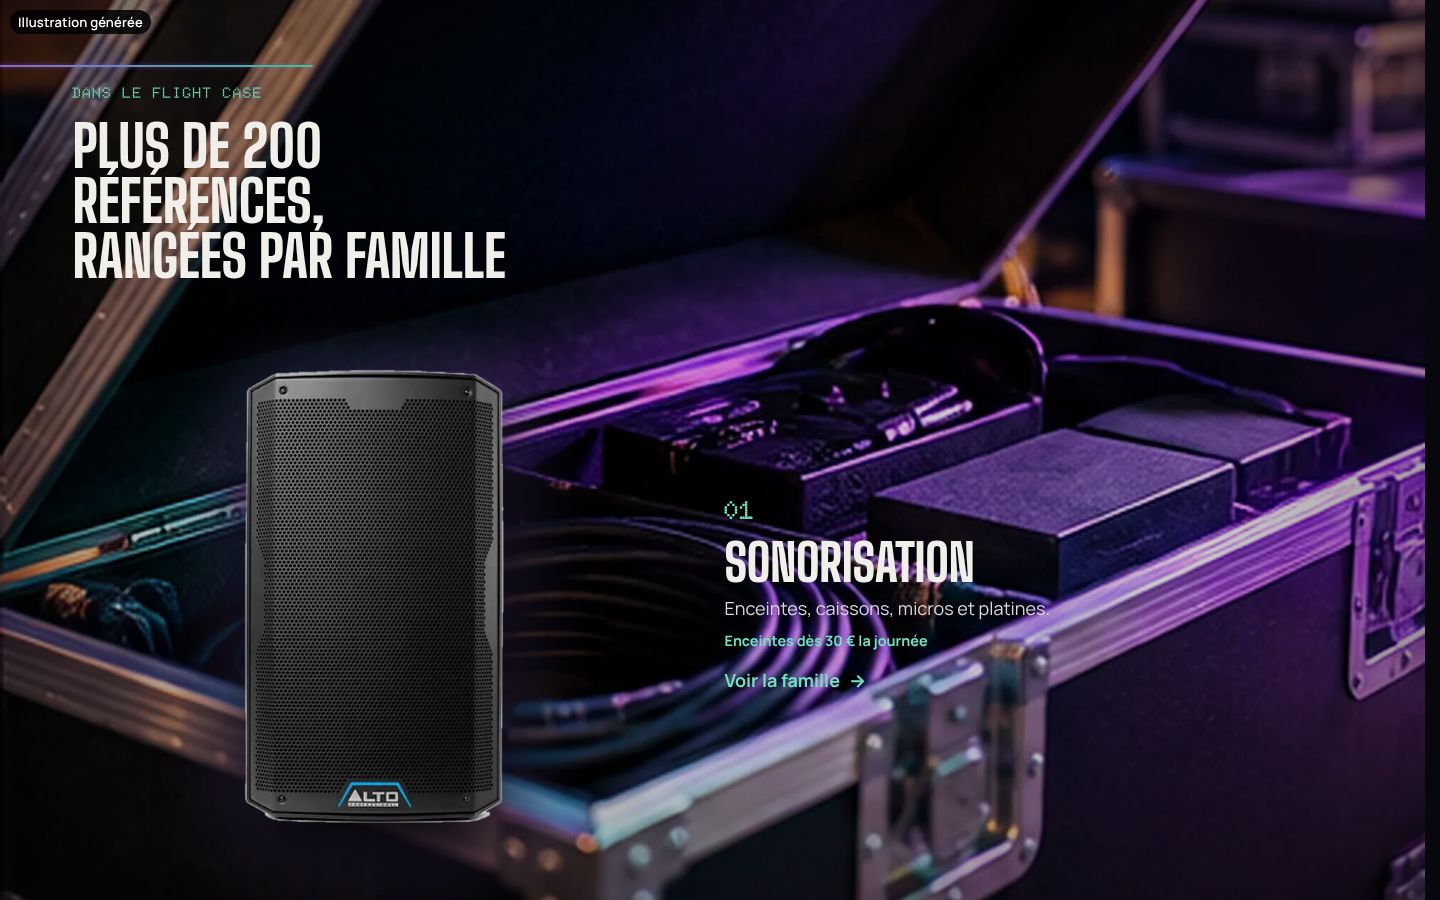 Illustration générée
DANS LE FLIGHT CASE
PLUS DE 200
RÉFÉRENCES,
RANGÉES PAR FAMILLE
01
SONORISATION
Enceintes, caissons, micros et platines.
Enceintes dès 30 € la journée
Voir la famille →
ALTO
PROFESSIONAL